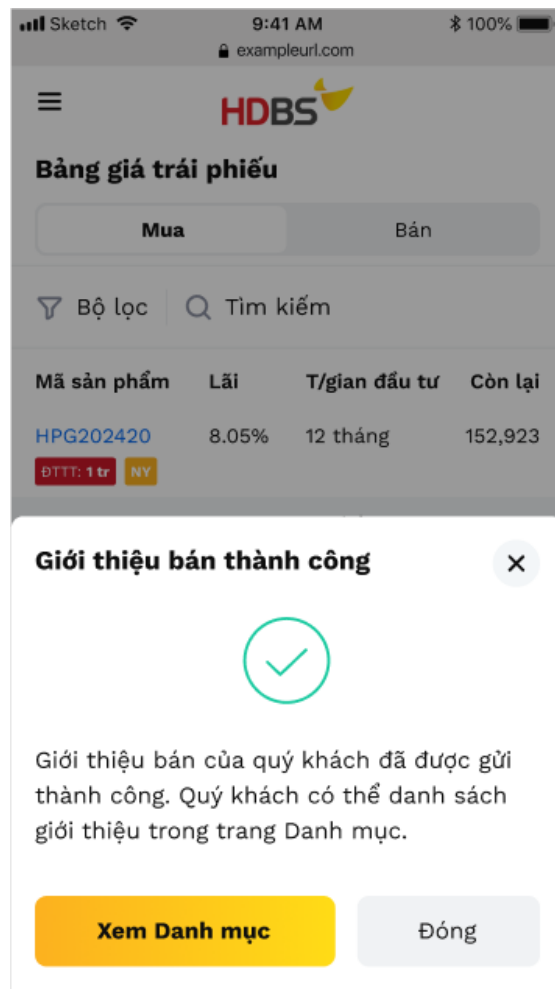 Sketch 9:41 AM 100%
exampleurl.com
HDBS
Bảng giá trái phiếu
Mua Bán
Bộ lọc Tìm kiếm
Mã sản phẩm Lãi T/gian đầu tư Còn lại
HPG202420 8.05% 12 tháng 152,923
ĐTTT: 1 tr NY
Giới thiệu bán thành công
Giới thiệu bán của quý khách đã được gửi
thành công. Quý khách có thể danh sách
giới thiệu trong trang Danh mục.
Xem Danh mục Đóng